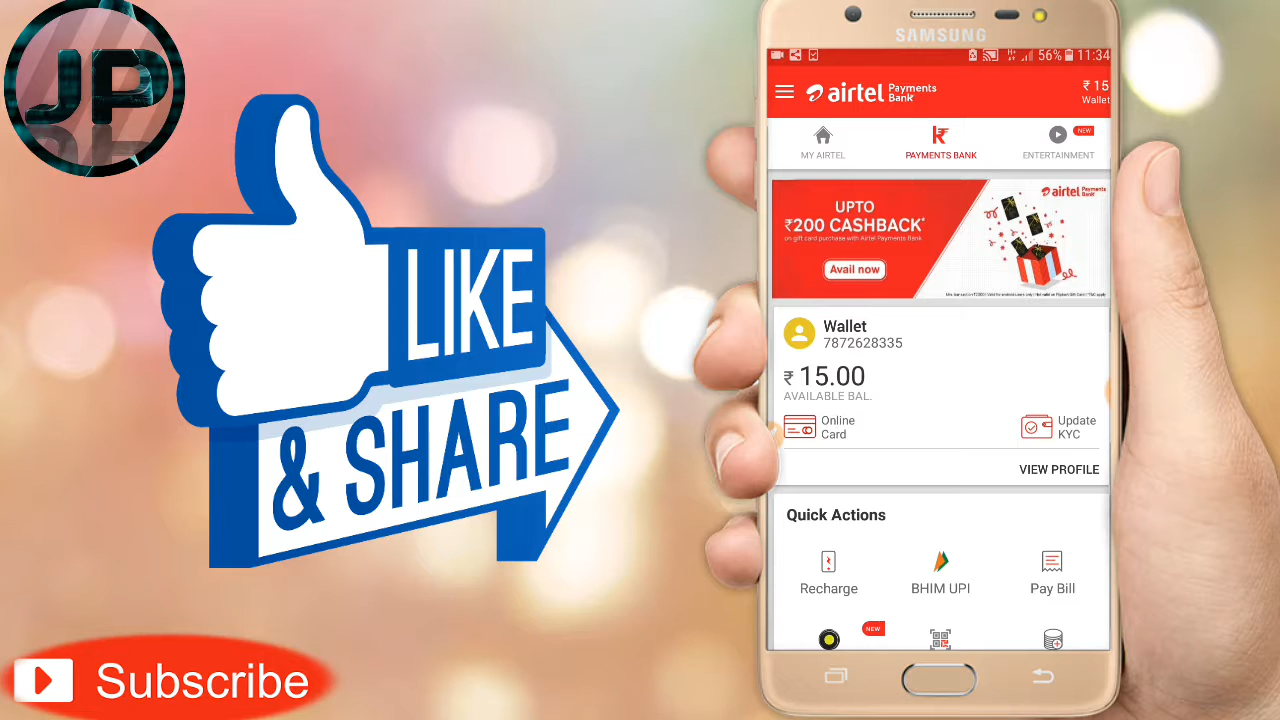 JP
LIKE
& SHARE
Subscribe
SAMSUNG
56% 11:34
airtel Payments Bank
₹ 15
Wallet
MY AIRTEL
PAYMENTS BANK
NEW
ENTERTAINMENT
airtel Payments Bank
UPTO
₹200 CASHBACK*
on gift card purchase with Airtel Payments Bank
Avail now
Wallet
7872628335
₹ 15.00
AVAILABLE BAL.
Online
Card
Update
KYC
VIEW PROFILE
Quick Actions
Recharge
BHIM UPI
Pay Bill
NEW